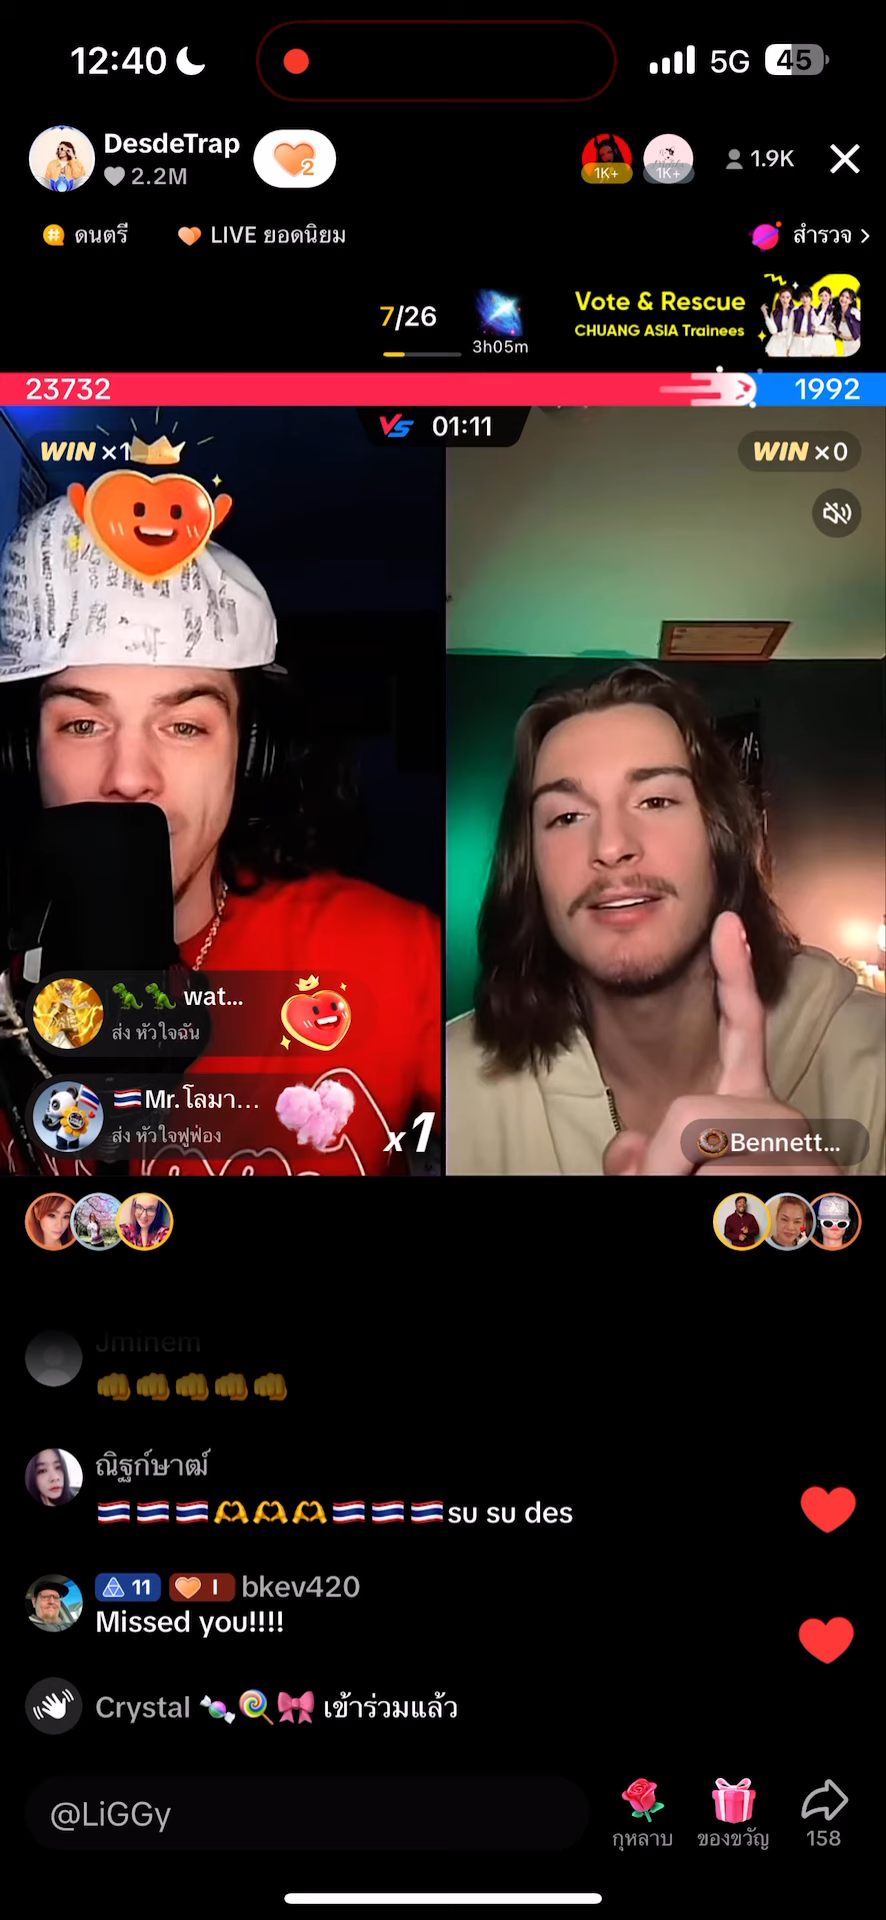 12:40
5G
45
DesdeTrap
2.2M
2
1K+
1K+
1.9K
ดนตรี
LIVE ยอดนิยม
สำรวจ
7/26
3h05m
Vote & Rescue
CHUANG ASIA Trainees
23732
1992
VS 01:11
WIN x1
WIN x0
wat...
ส่ง หัวใจฉัน
Mr.โลมา...
ส่ง หัวใจฟูฟ่อง
x1
Bennett...
Jminem
👊👊👊👊👊
ณิฐก์ษาฒ์
🇹🇭🇹🇭🇹🇭🫶🫶🫶🇹🇭🇹🇭🇹🇭su su des
11 I bkev420
Missed you!!!!
Crystal 🍬🍭🎀 เข้าร่วมแล้ว
@LiGGy
กุหลาบ
ของขวัญ
158